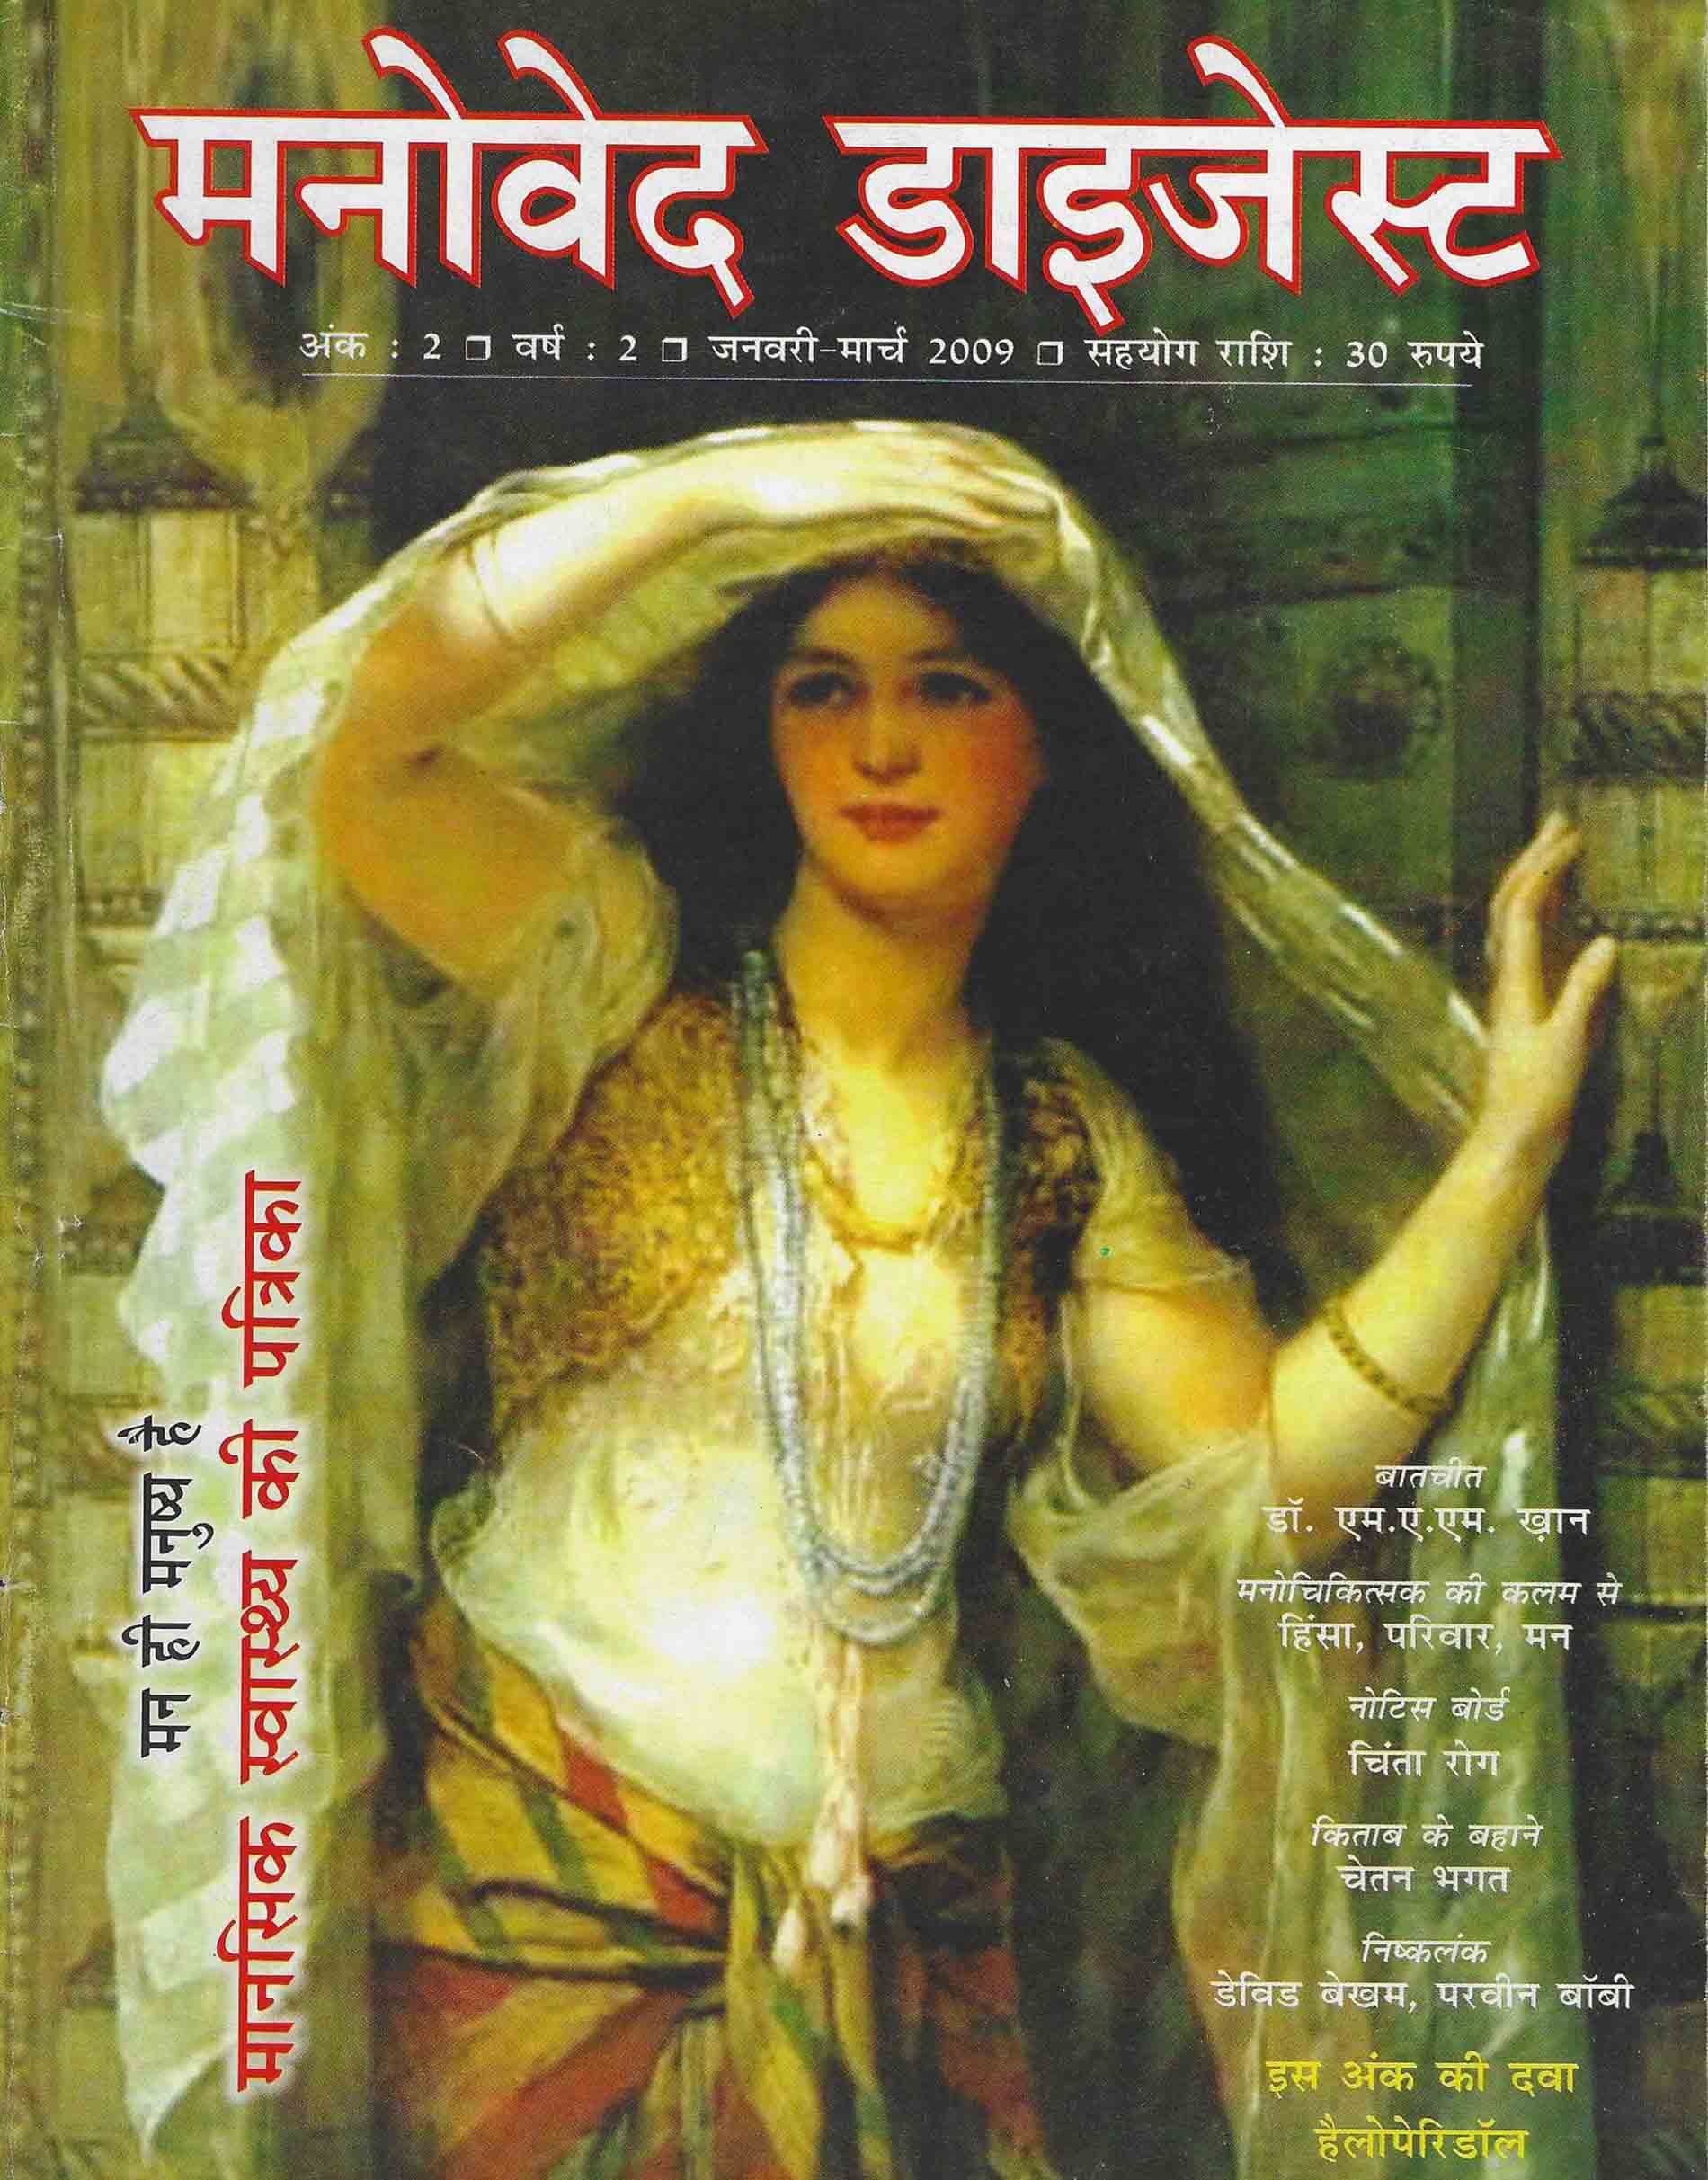 मनोवेद डाइजेस्ट
अंक : 2 □ वर्ष : 2 □ जनवरी-मार्च 2009 □ सहयोग राशि : 30 रुपये
मन ही मनुष्य है
मानसिक स्वास्थ्य की पत्रिका
बातचीत
डॉ. एम.ए.एम. ख़ान
मनोचिकित्सक की कलम से
हिंसा, परिवार, मन
नोटिस बोर्ड
चिंता रोग
किताब के बहाने
चेतन भगत
निष्कलंक
डेविड बेखम, परवीन बॉबी
इस अंक की दवा
हैलोपेरिडॉल